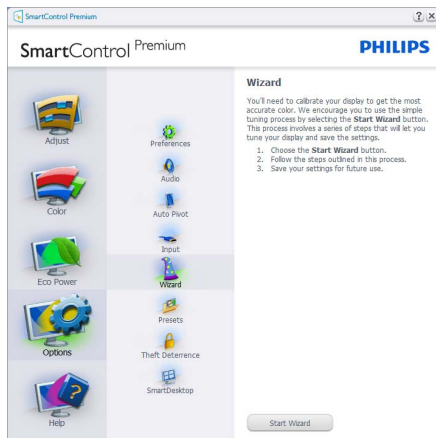 SmartControl Premium
? x
SmartControl Premium
PHILIPS
Adjust
Color
Eco Power
Options
Help
Preferences
Audio
Auto Pivot
Input
Wizard
Presets
Theft Deterrence
SmartDesktop
Wizard
You'll need to calibrate your display to get the most
accurate color. We encourage you to use the simple
tuning process by selecting the Start Wizard button.
This process involves a series of steps that will let you
tune your display and save the settings.
1. Choose the Start Wizard button.
2. Follow the steps outlined in this process.
3. Save your settings for future use.
Start Wizard